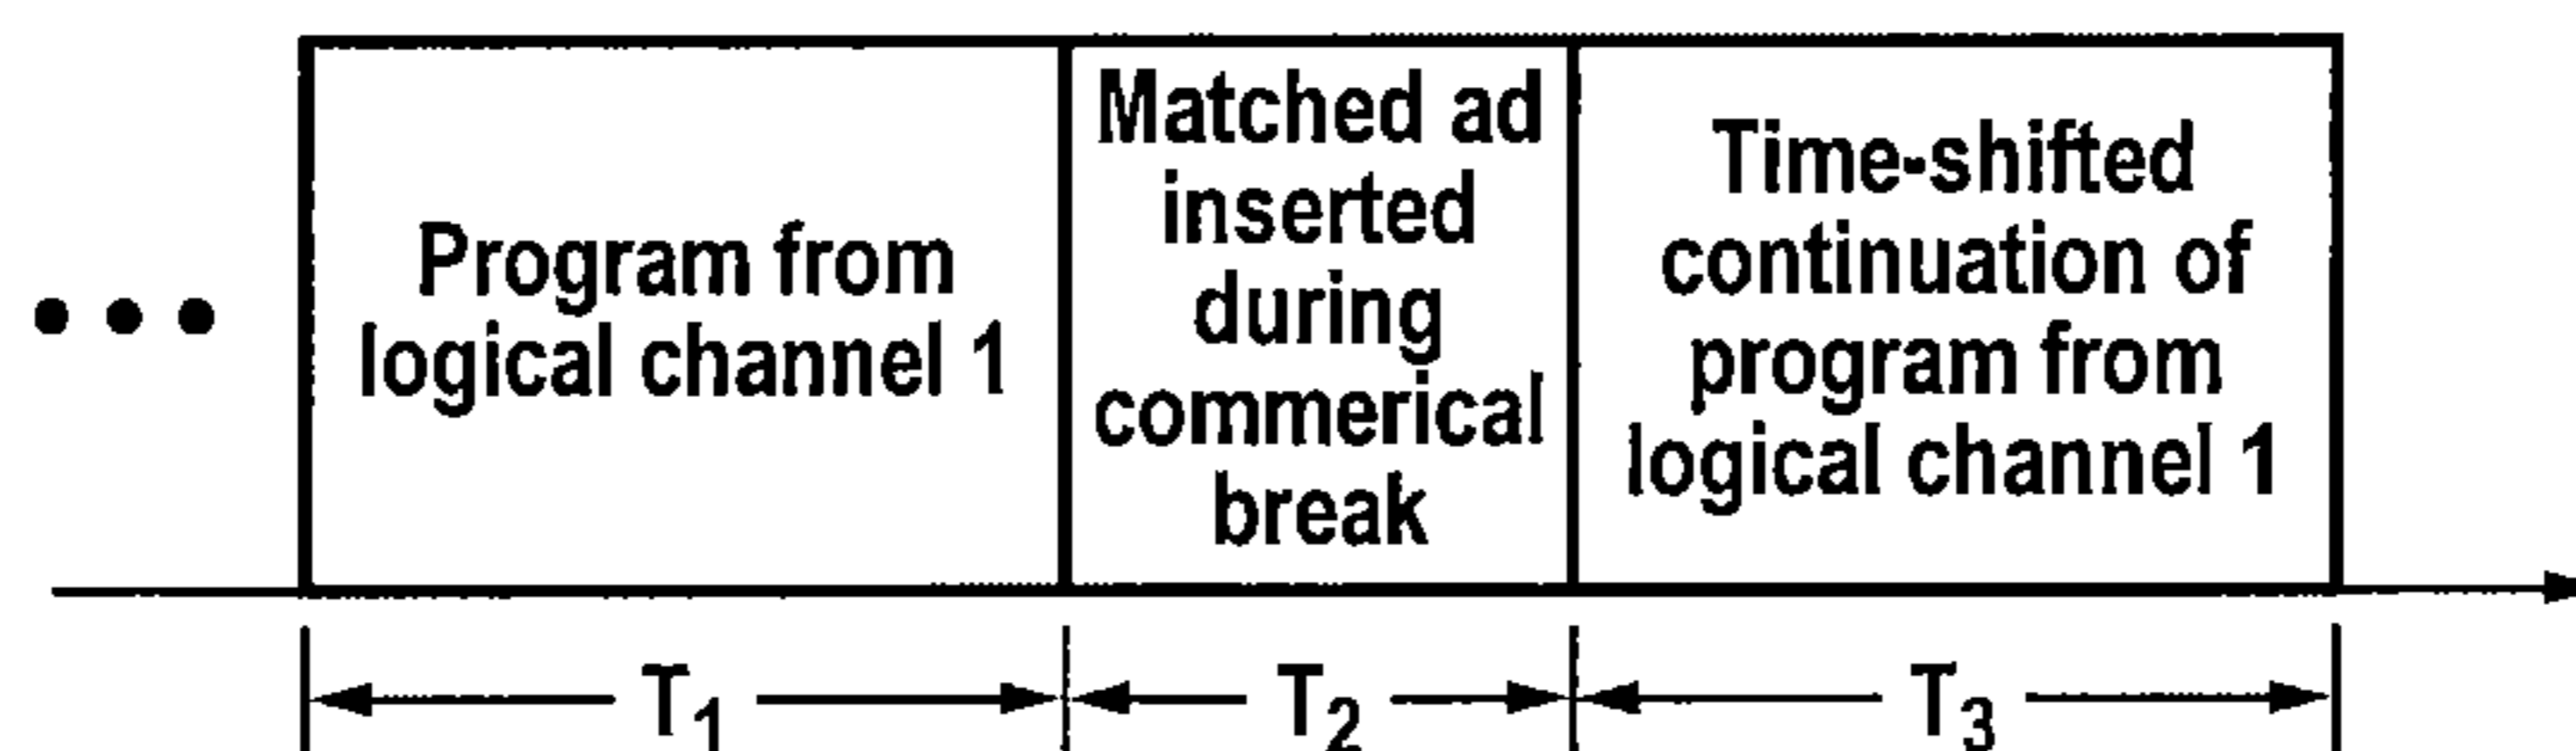 Program from
logical channel 1
Matched ad
inserted
during
commerical
break
Time-shifted
continuation of
program from
logical channel 1
T1
T2
T3